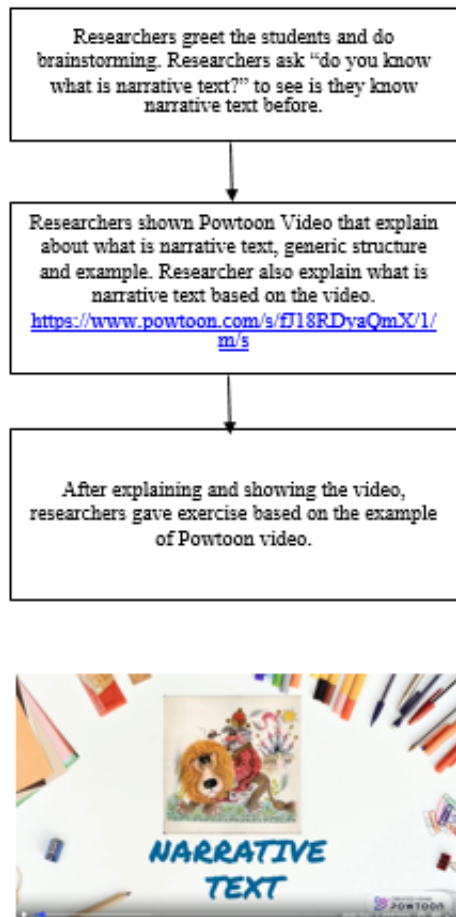 Researchers greet the students and do
brainstorming. Researchers ask “do you know
what is narrative text?” to see is they know
narrative text before.
Researchers shown Powtoon Video that explain
about what is narrative text, generic structure
and example. Researcher also explain what is
narrative text based on the video.
https://www.powtoon.com/s/fJ18RDyaQmX/1/
m/s
After explaining and showing the video,
researchers gave exercise based on the example
of Powtoon video.
NARRATIVE
TEXT
POWTOON